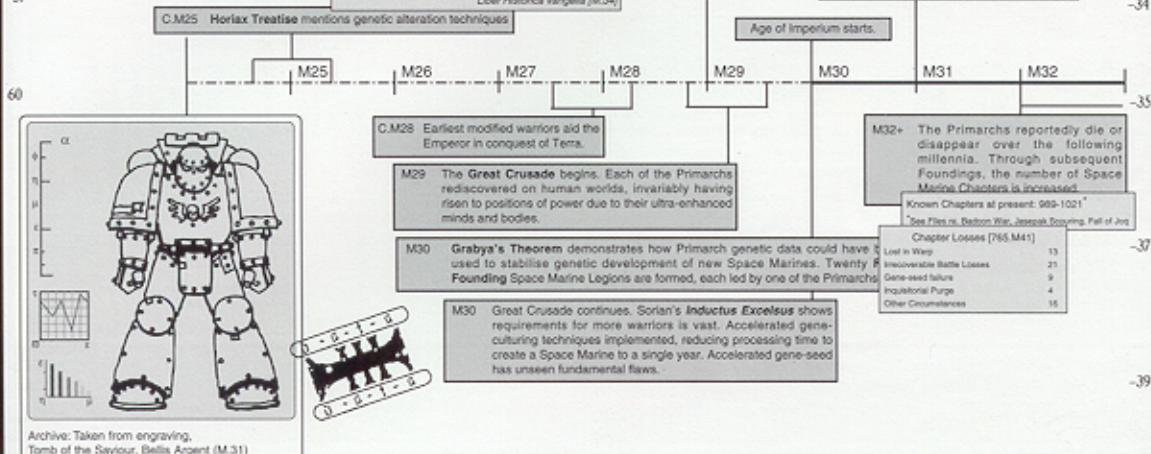 Liber Historica Vangelia [M.34]
C.M25 Horiax Treatise mentions genetic alteration techniques
Age of Imperium starts.
-34
M25 M26 M27 M28 M29 M30 M31 M32
60
-35
C.M28 Earliest modified warriors aid the
Emperor in conquest of Terra.
M29 The Great Crusade begins. Each of the Primarchs
rediscovered on human worlds, invariably having
risen to positions of power due to their ultra-enhanced
minds and bodies.
M32+ The Primarchs reportedly die or
disappear over the following
millennia. Through subsequent
Foundings, the number of Space
Marine Chapters is increased
Known Chapters at present: 989-1021*
*See Files re. Badoon War, Jasepak Scouring, Fall of Joq
M30 Grabya's Theorem demonstrates how Primarch genetic data could have b
used to stabilise genetic development of new Space Marines. Twenty F
Founding Space Marine Legions are formed, each led by one of the Primarchs
-37
Chapter Losses [765.M41]
Lost in Warp 13
Irrecoverable Battle Losses 21
Gene-seed failure 9
Inquisitorial Purge 4
Other Circumstances 16
M30 Great Crusade continues. Sorian's Inductus Excelsus shows
requirements for more warriors is vast. Accelerated gene-
culturing techniques implemented, reducing processing time to
create a Space Marine to a single year. Accelerated gene-seed
has unseen fundamental flaws.
-39
α
φ
η
μ
ε
π
τ
ε
ε
η μ
Archive: Taken from engraving,
Tomb of the Saviour, Bellis Argent (M.31)